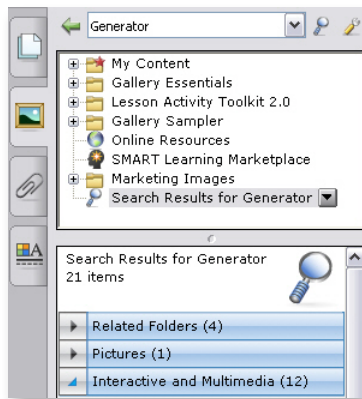 Generator
My Content
Gallery Essentials
Lesson Activity Toolkit 2.0
Gallery Sampler
Online Resources
SMART Learning Marketplace
Marketing Images
Search Results for Generator
Search Results for Generator
21 items
Related Folders (4)
Pictures (1)
Interactive and Multimedia (12)